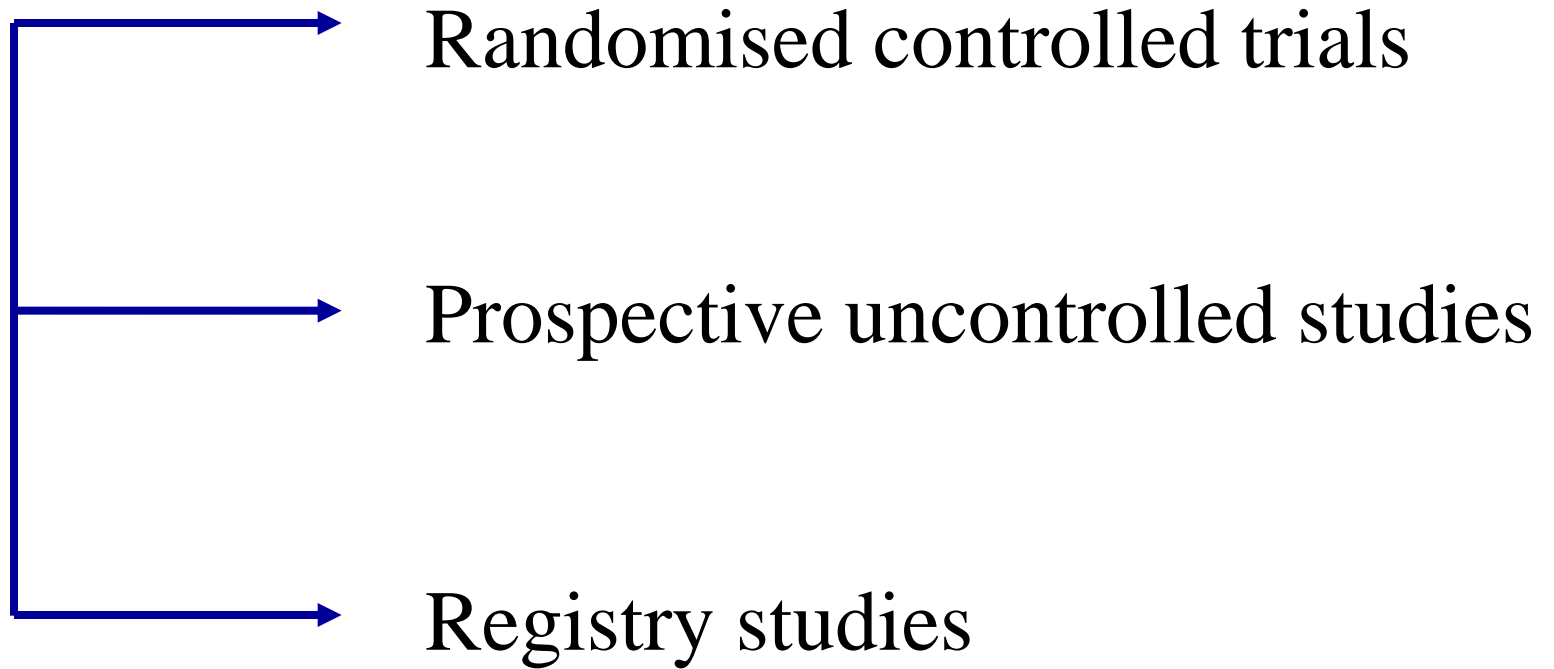 Randomised controlled trials
Prospective uncontrolled studies
Registry studies